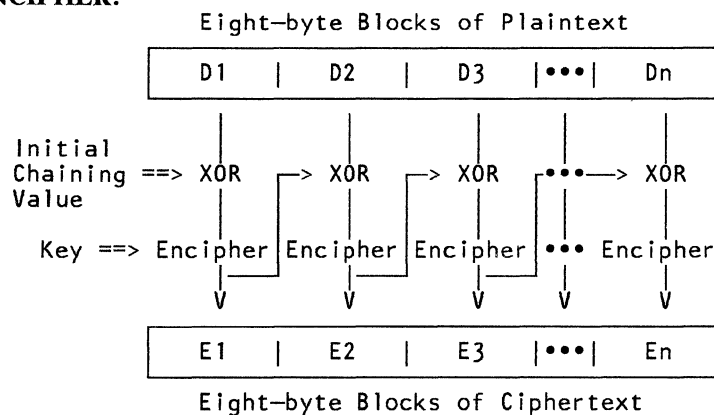 NCIPHER:
Eight—byte Blocks of Plaintext
D1 | D2 | D3 |•••| Dn
Initial
Chaining ==> XOR > XOR > XOR •••> XOR
Value
Key ==> Encipher Encipher Encipher ••• Encipher
V V V V V
E1 | E2 | E3 |•••| En
Eight—byte Blocks of Ciphertext